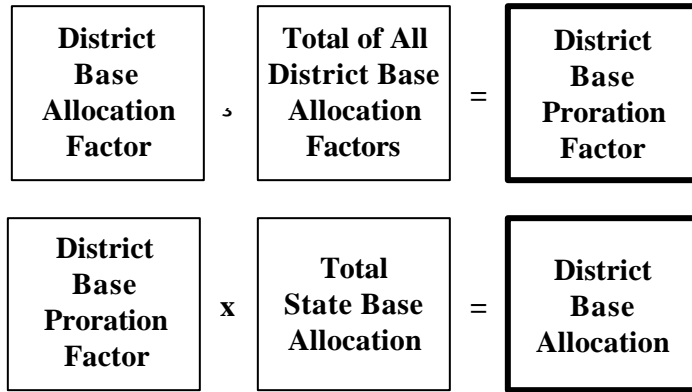 District
Base
Allocation
Factor
Total of All
District Base
Allocation
Factors
=
District
Base
Proration
Factor
District
Base
Proration
Factor
x
Total
State Base
Allocation
=
District
Base
Allocation